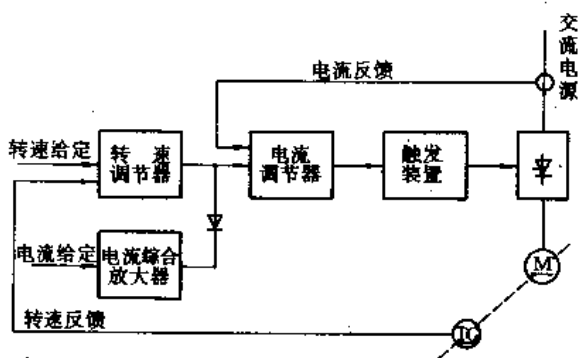 交流电源
电流反馈
转速给定
转速
调节器
电流
调节器
触发
装置
电流给定
电流综合
放大器
M
转速反馈
TG